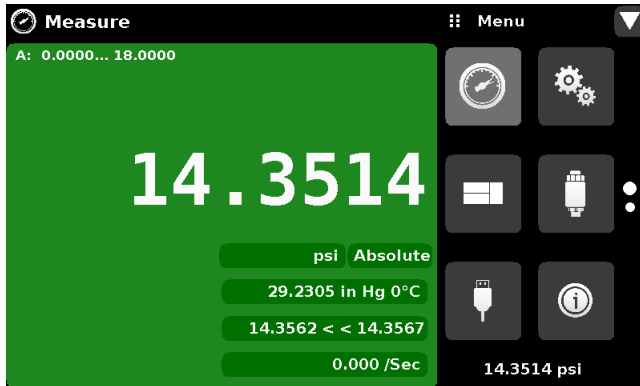 Measure
Menu
A: 0.0000... 18.0000
14.3514
psi Absolute
29.2305 in Hg 0°C
14.3562 < < 14.3567
0.000 /Sec
14.3514 psi